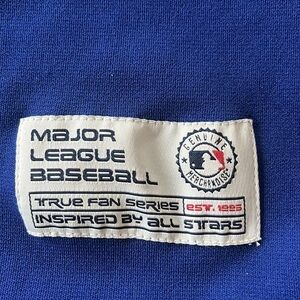 MAJOR
LEAGUE
BASEBALL
GENUINE
MERCHANDISE
TRUE FAN SERIES EST. 1995
INSPIRED BY ALL STARS